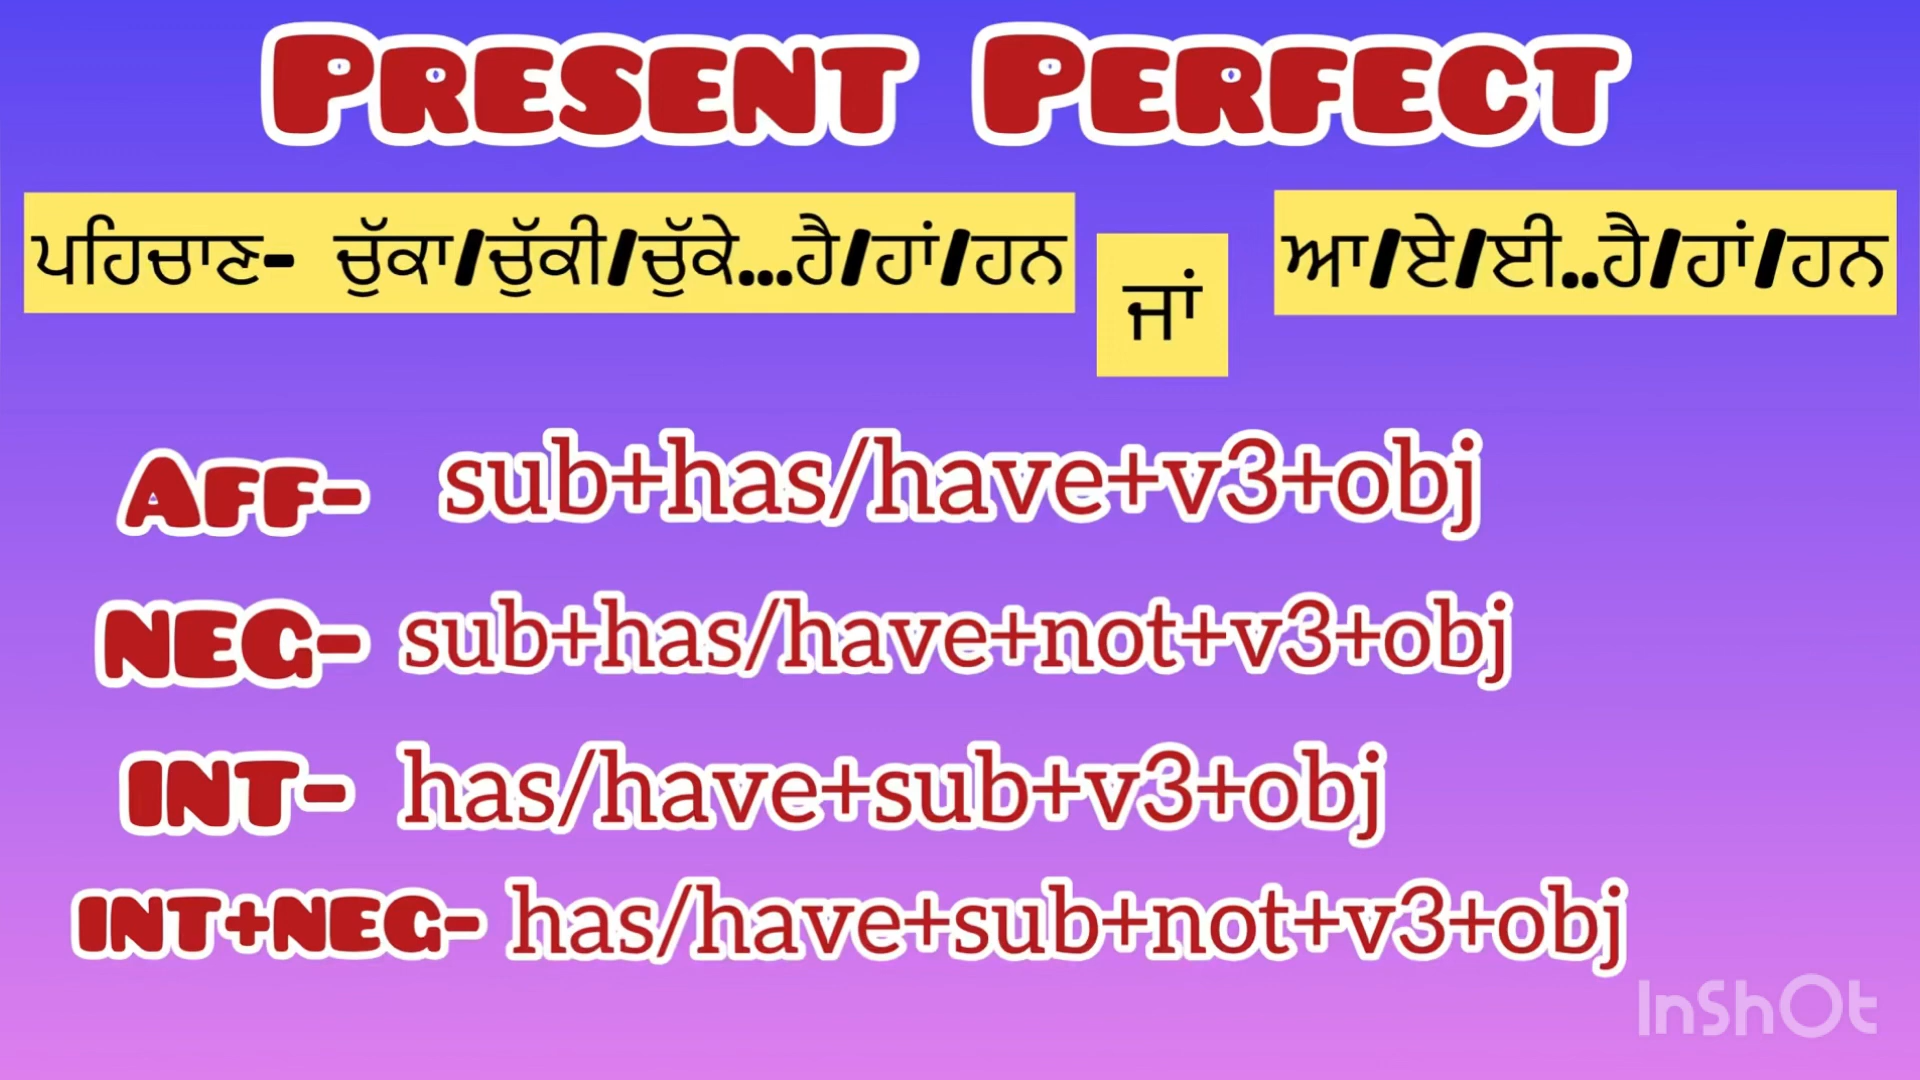 PRESENT PERFECT
ਪਹਿਚਾਣ- ਚੁੱਕਾ/ਚੁੱਕੀ/ਚੁੱਕੇ...ਹੈ/ਹਾਂ/ਹਨ ਜਾਂ ਆ/ਏ/ਈ..ਹੈ/ਹਾਂ/ਹਨ
AFF- sub+has/have+v3+obj
NEG- sub+has/have+not+v3+obj
INT- has/have+sub+v3+obj
INT+NEG- has/have+sub+not+v3+obj
InShOt